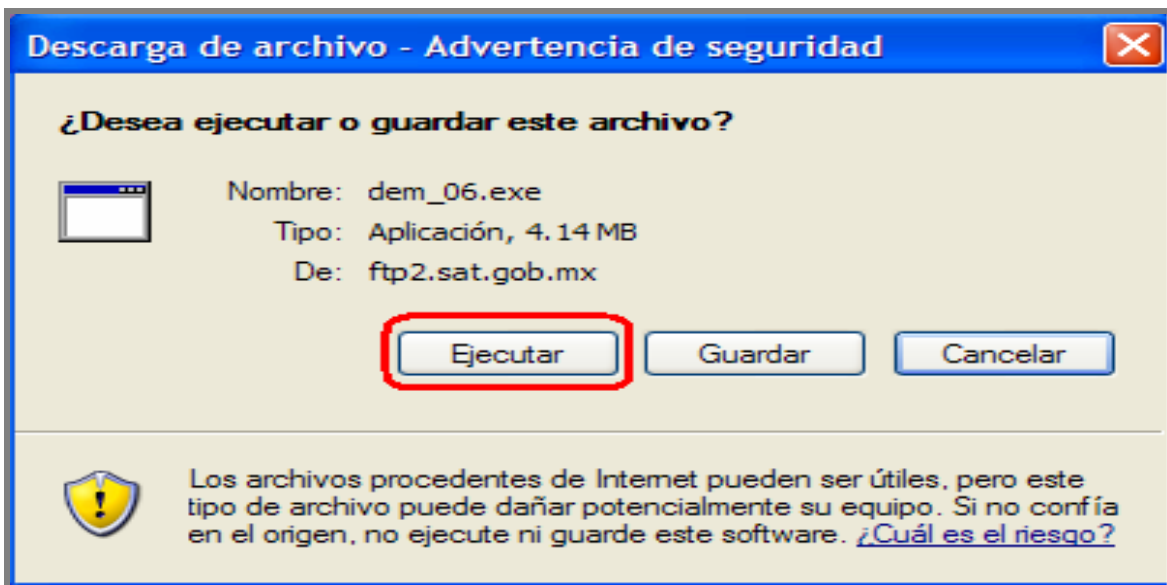 Descarga de archivo - Advertencia de seguridad
¿Desea ejecutar o guardar este archivo?
Nombre: dem_06.exe
Tipo: Aplicación, 4.14 MB
De: ftp2.sat.gob.mx
Ejecutar Guardar Cancelar
Los archivos procedentes de Internet pueden ser útiles, pero este
tipo de archivo puede dañar potencialmente su equipo. Si no confía
en el origen, no ejecute ni guarde este software. ¿Cuál es el riesgo?